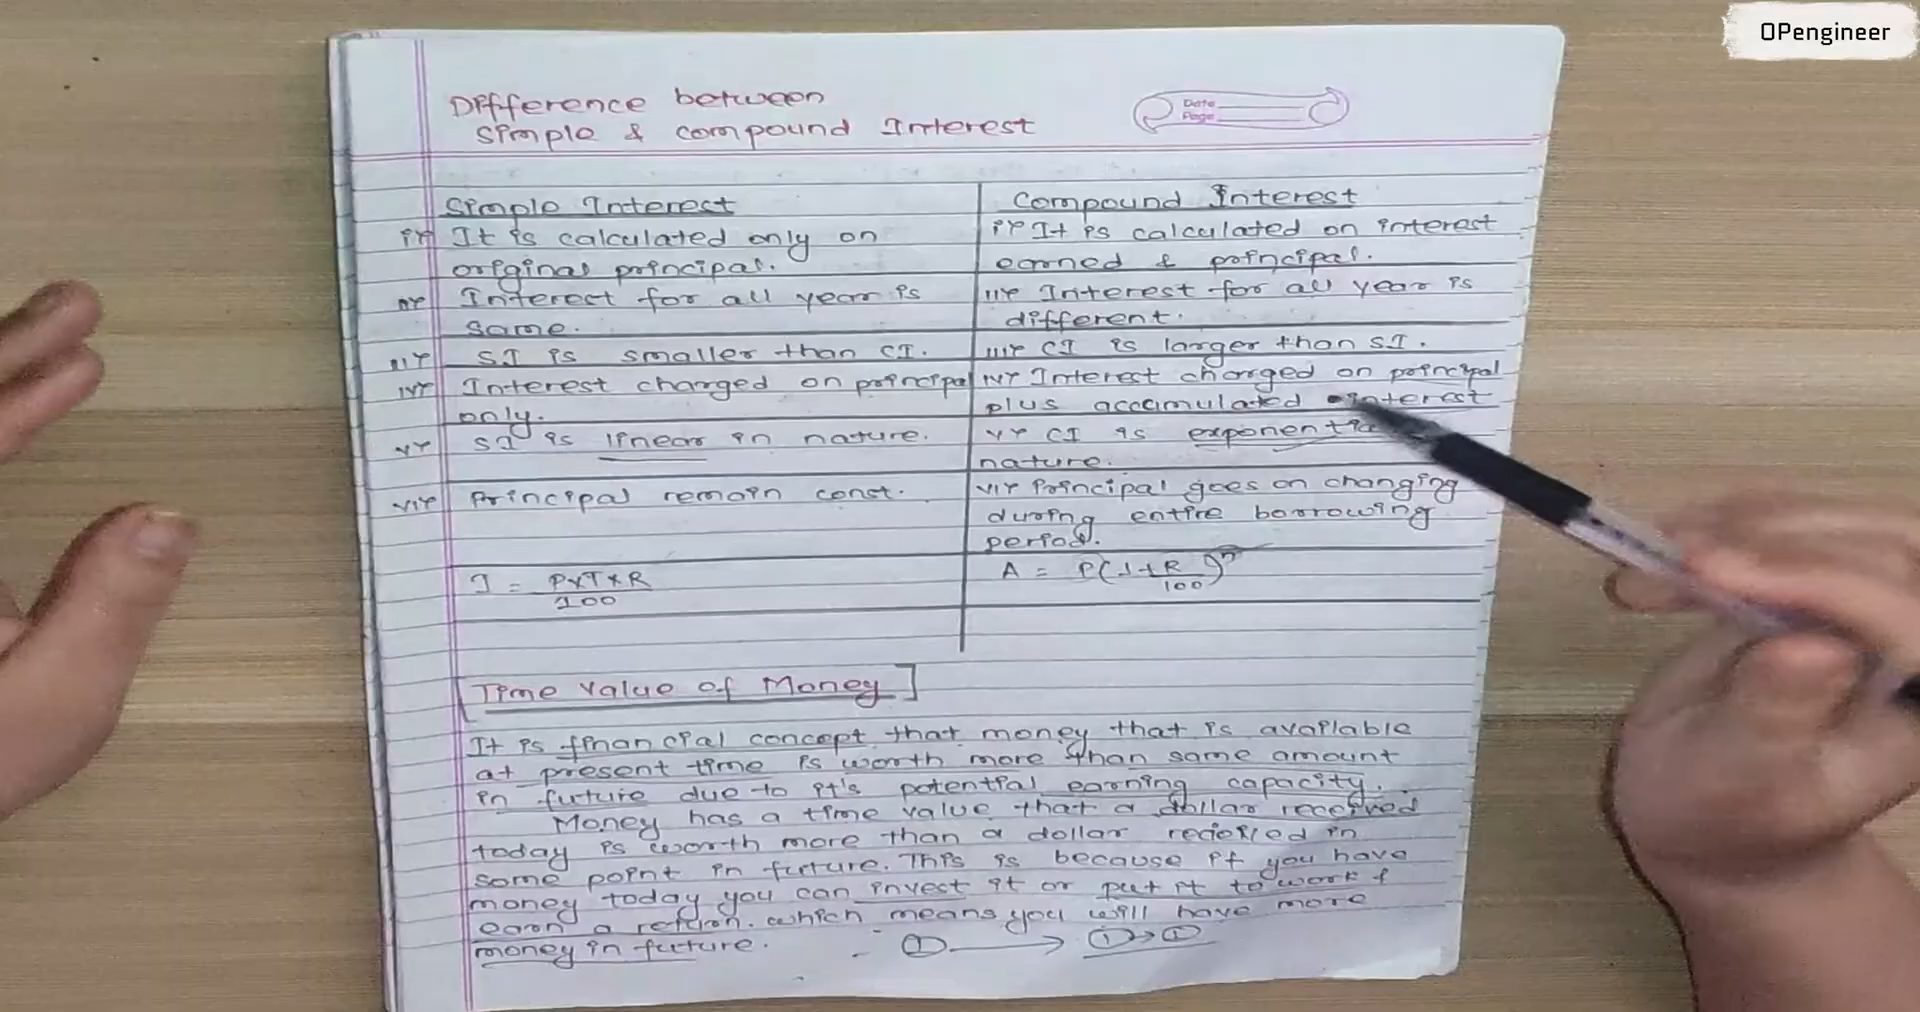 OPengineer
Difference between
Simple & compound Interest
Date
Page
Simple Interest
i) It is calculated only on
original principal.
ii) Interest for all year is
same.
iii) SI is smaller than CI.
iv) Interest charged on principal
only.
v) SI is linear in nature.
vi) Principal remain const.
I = PxTxR
100
Compound Interest
i) It is calculated on interest
earned & principal.
ii) Interest for all year is
different.
iii) CI is larger than S.I.
iv) Interest charged on principal
plus accamulated interest
v) CI is
nature.
vi) Principal goes on changing
during entire borrowing
period.
A = P(1+R
100)^n
Time Value of Money
It is financial concept that money that is available
at present time is worth more than same amount
in future due to it's potential earning capacity.
Money has a time value that a dollar received
today is worth more than a dollar in
some point in future. This is because if you have
money today you can invest it or put it to work &
earn a return. which means you will have more
money in future.
1 → 1 → 1